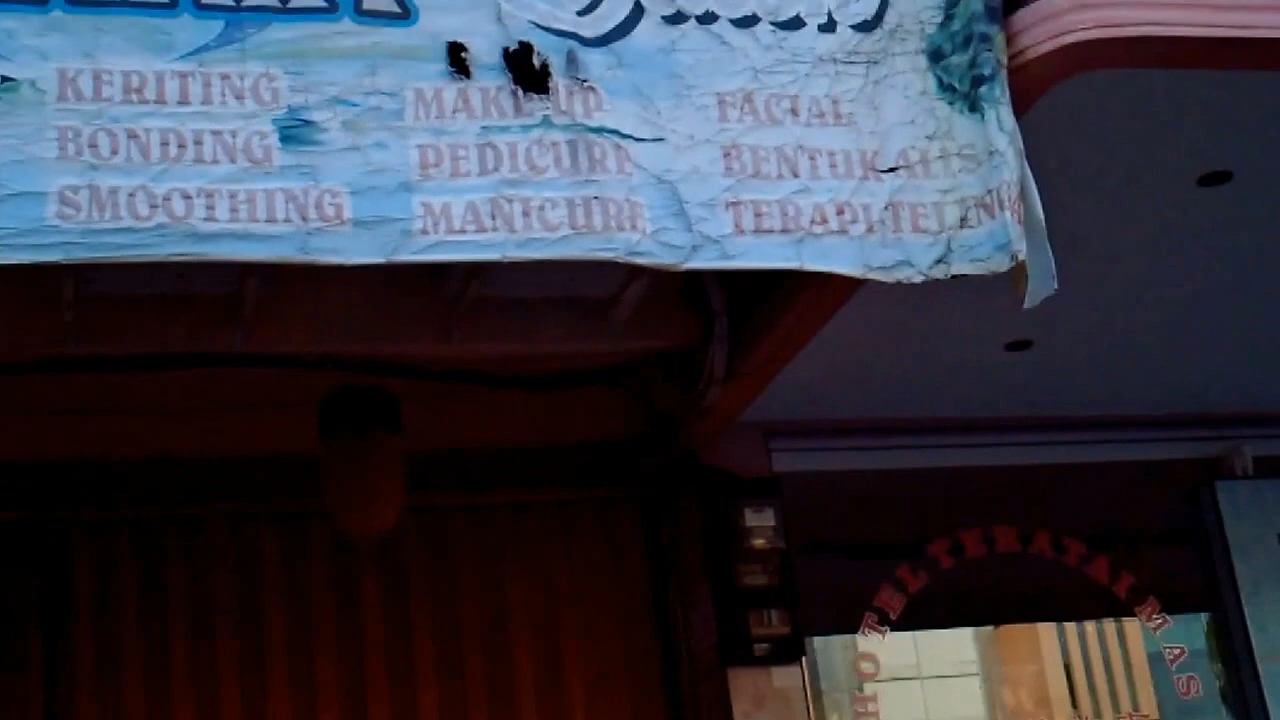 KERITING
BONDING
SMOOTHING
MAKE UP
PEDICURE
MANICURE
FACIAL
BENTUK ALIS
TERAPI TELINGA
HOTEL TERATAI MAS